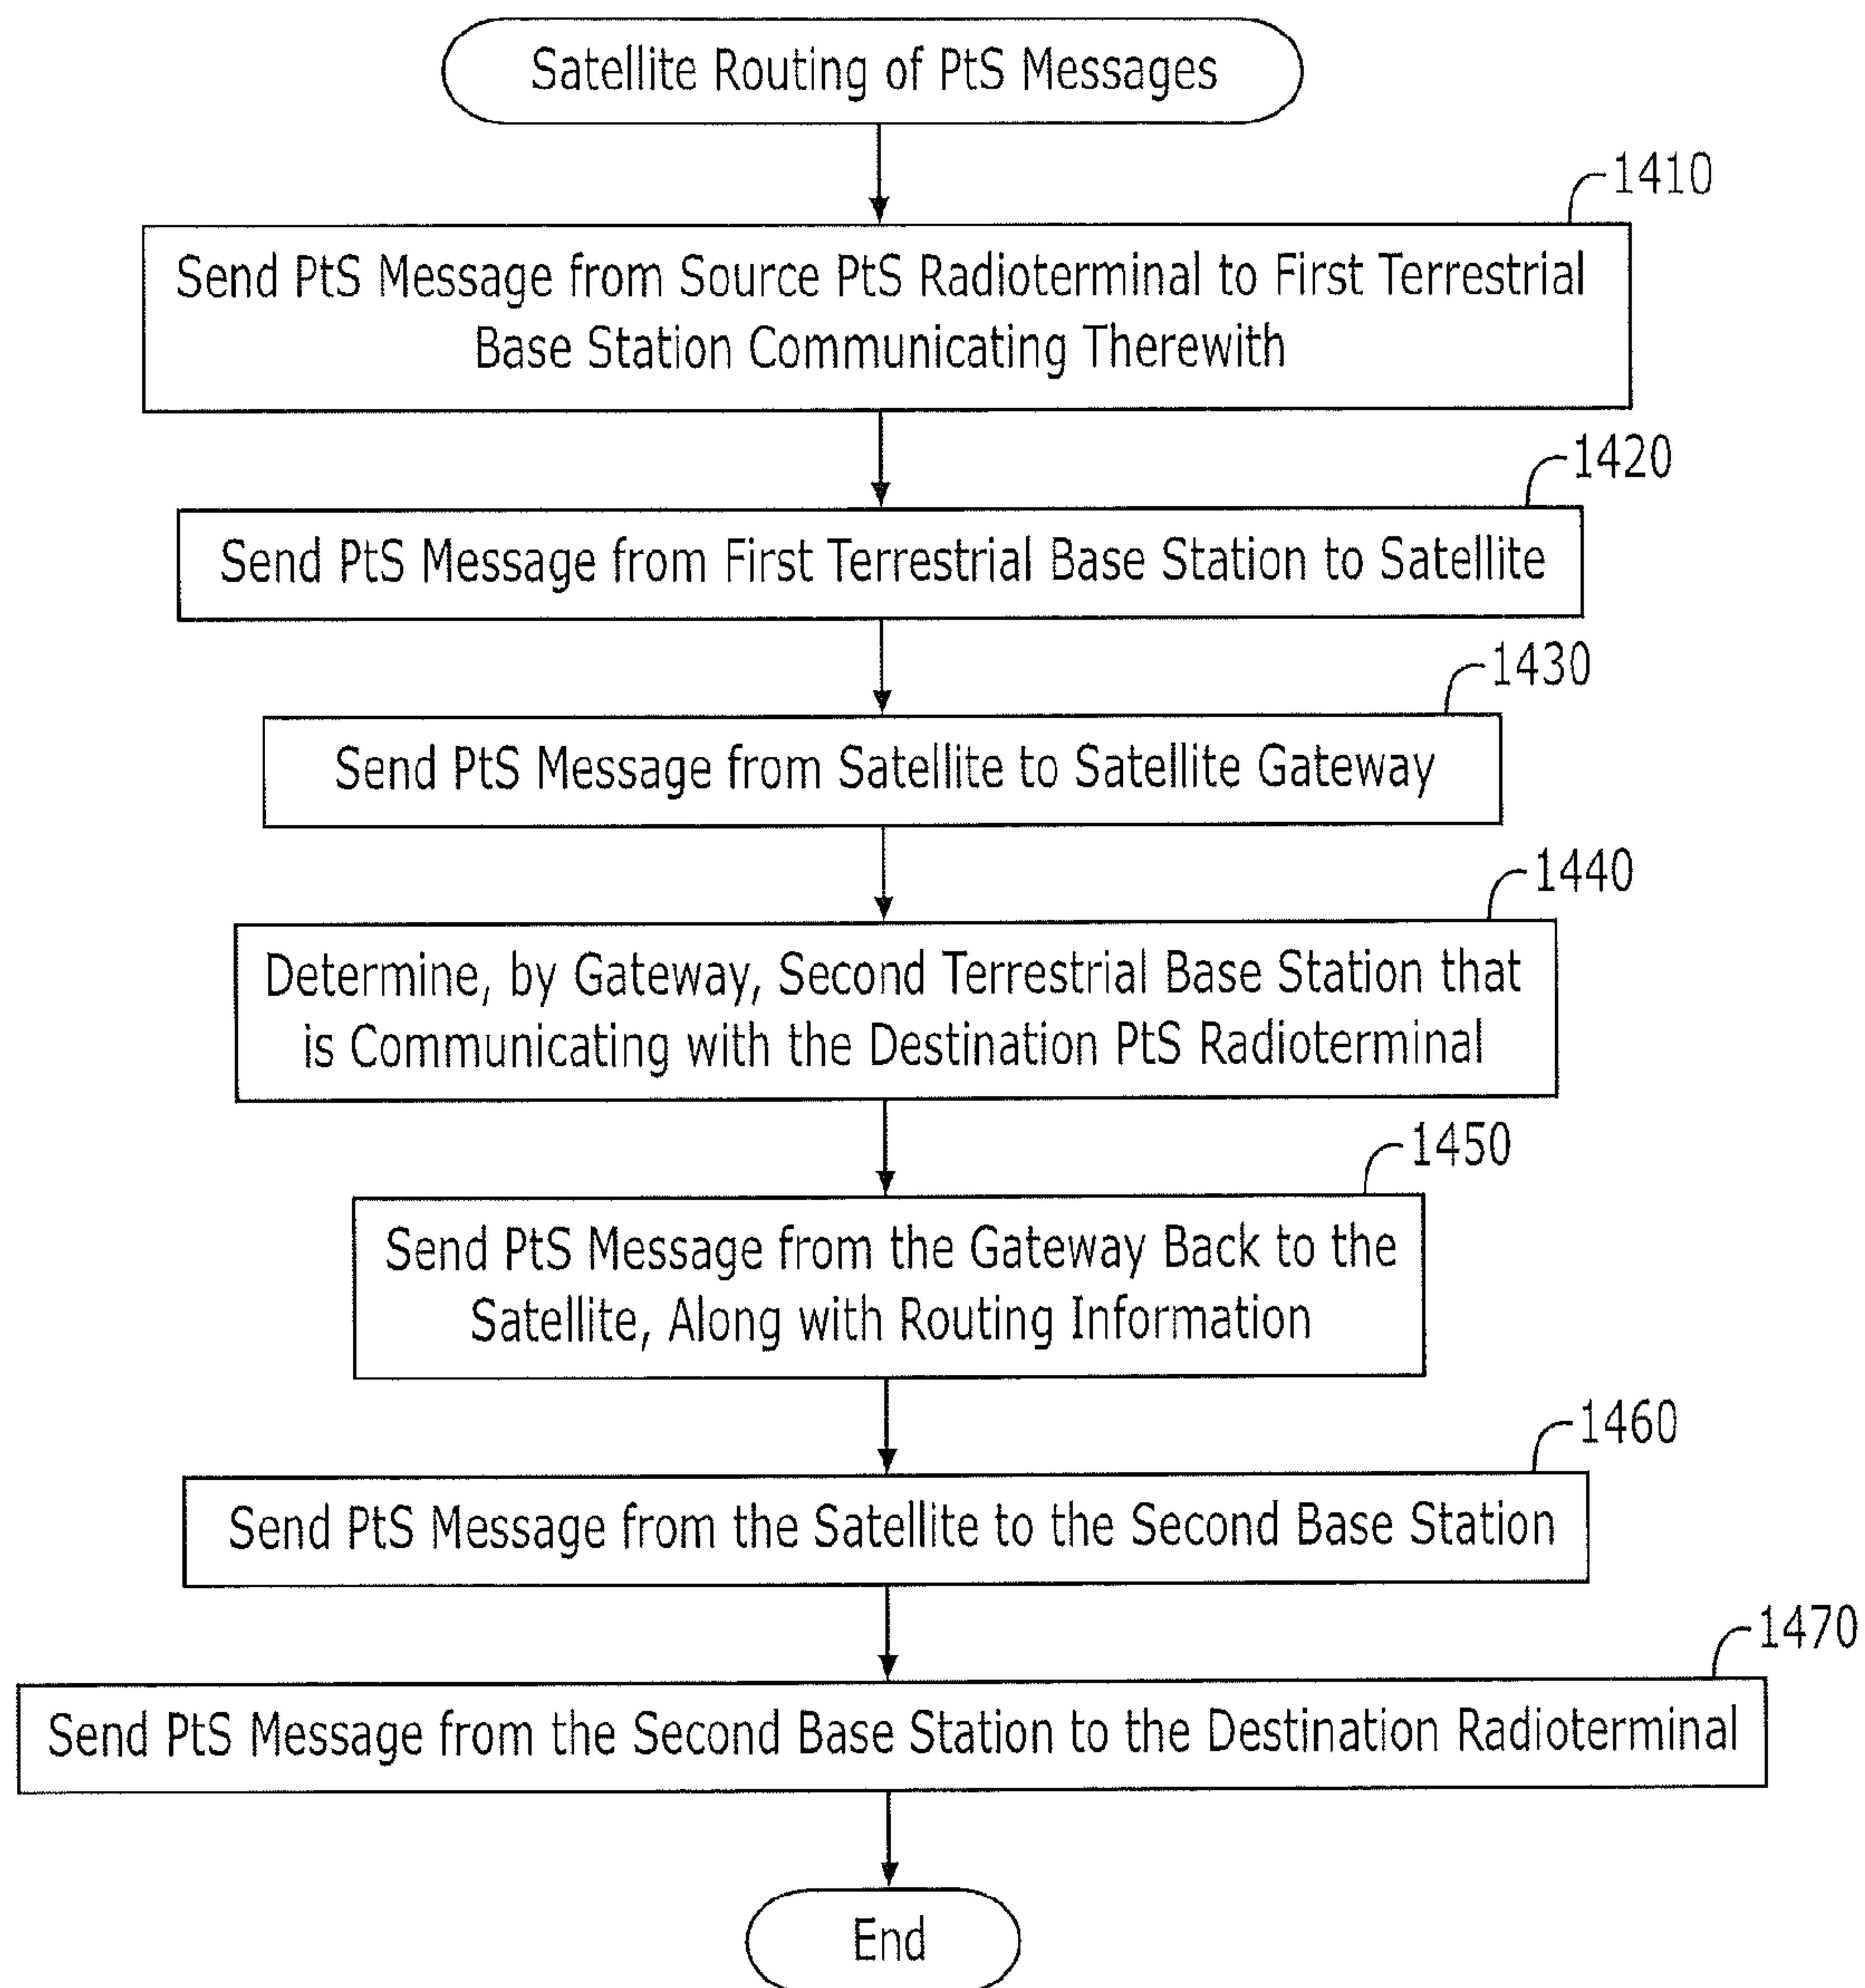 Satellite Routing of PtS Messages
1410
Send PtS Message from Source PtS Radioterminal to First Terrestrial
Base Station Communicating Therewith
1420
Send PtS Message from First Terrestrial Base Station to Satellite
1430
Send PtS Message from Satellite to Satellite Gateway
1440
Determine, by Gateway, Second Terrestrial Base Station that
is Communicating with the Destination PtS Radioterminal
1450
Send PtS Message from the Gateway Back to the
Satellite, Along with Routing Information
1460
Send PtS Message from the Satellite to the Second Base Station
1470
Send PtS Message from the Second Base Station to the Destination Radioterminal
End